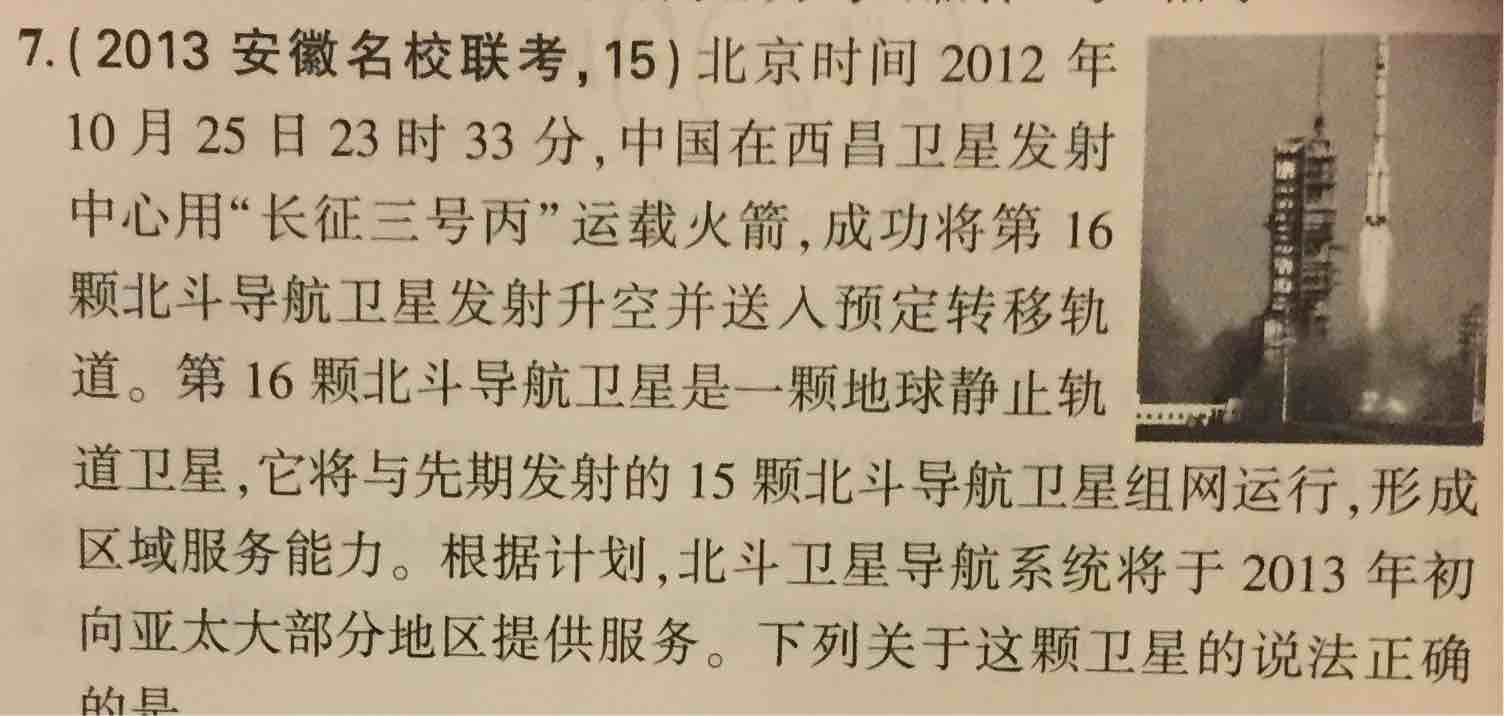 7.(2013 安徽名校联考,15)北京时间 2012 年
10 月 25 日 23 时 33 分,中国在西昌卫星发射
中心用“长征三号丙”运载火箭,成功将第 16
颗北斗导航卫星发射升空并送入预定转移轨
道。第 16 颗北斗导航卫星是一颗地球静止轨
道卫星,它将与先期发射的 15 颗北斗导航卫星组网运行,形成
区域服务能力。根据计划,北斗卫星导航系统将于 2013 年初
向亚太大部分地区提供服务。下列关于这颗卫星的说法正确
的是